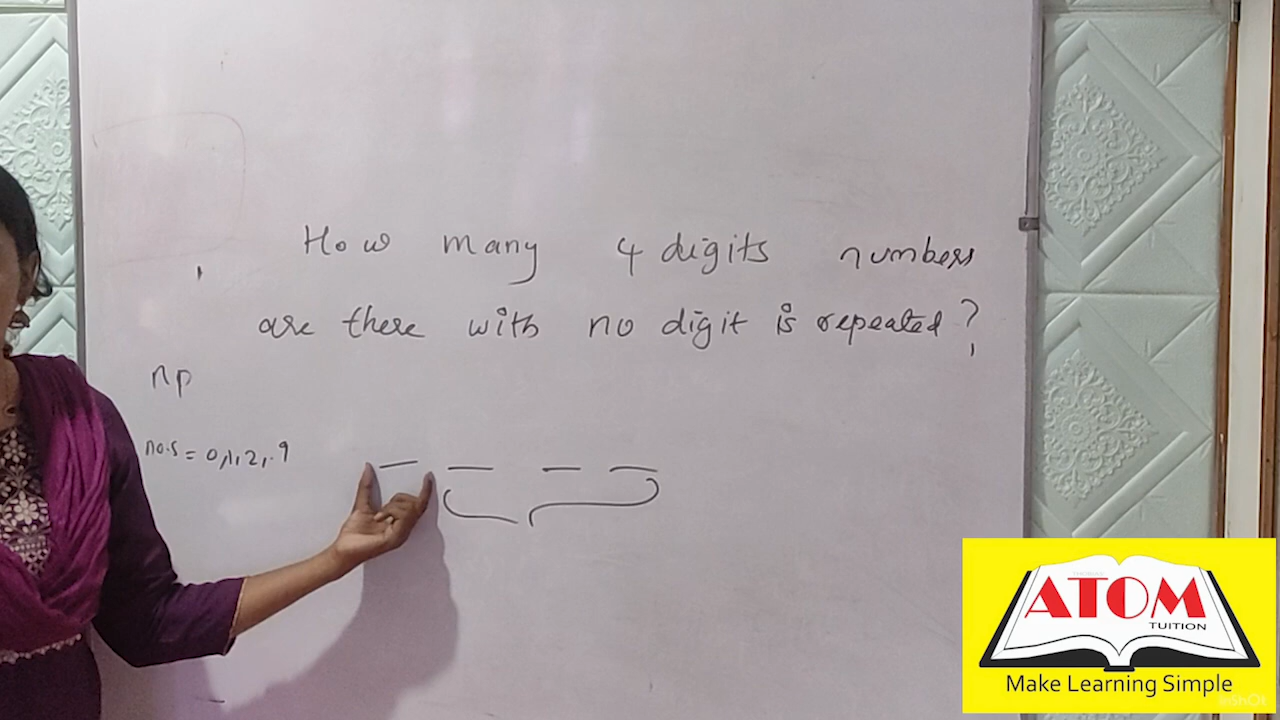 How many 4 digits numbers
are there with no digit is repeated ?
np
no.s = 0,1,2,.9
ATOM
TUITION
Make Learning Simple
InShOt